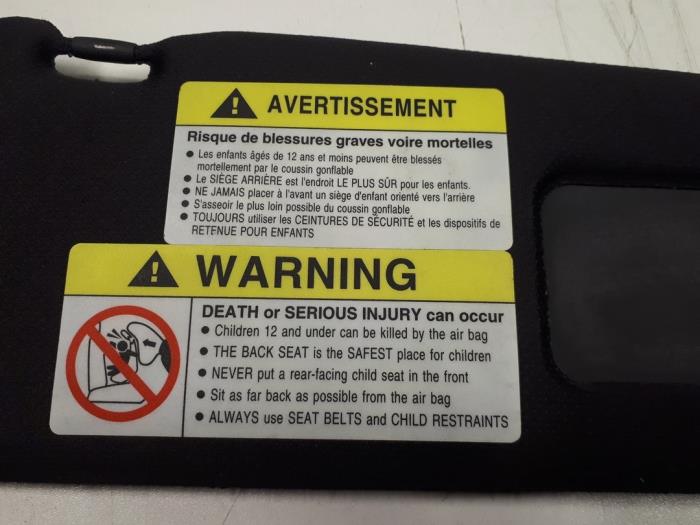 AVERTISSEMENT
Risque de blessures graves voire mortelles
● Les enfants âgés de 12 ans et moins peuvent être blessés
mortellement par le coussin gonflable
● Le SIÈGE ARRIÈRE est l'endroit LE PLUS SÛR pour les enfants.
● NE JAMAIS placer à l'avant un siège d'enfant orienté vers l'arrière
● S'asseoir le plus loin possible du coussin gonflable
● TOUJOURS utiliser les CEINTURES DE SÉCURITÉ et les dispositifs de
RETENUE POUR ENFANTS
WARNING
DEATH or SERIOUS INJURY can occur
● Children 12 and under can be killed by the air bag
● THE BACK SEAT is the SAFEST place for children
● NEVER put a rear-facing child seat in the front
● Sit as far back as possible from the air bag
● ALWAYS use SEAT BELTS and CHILD RESTRAINTS